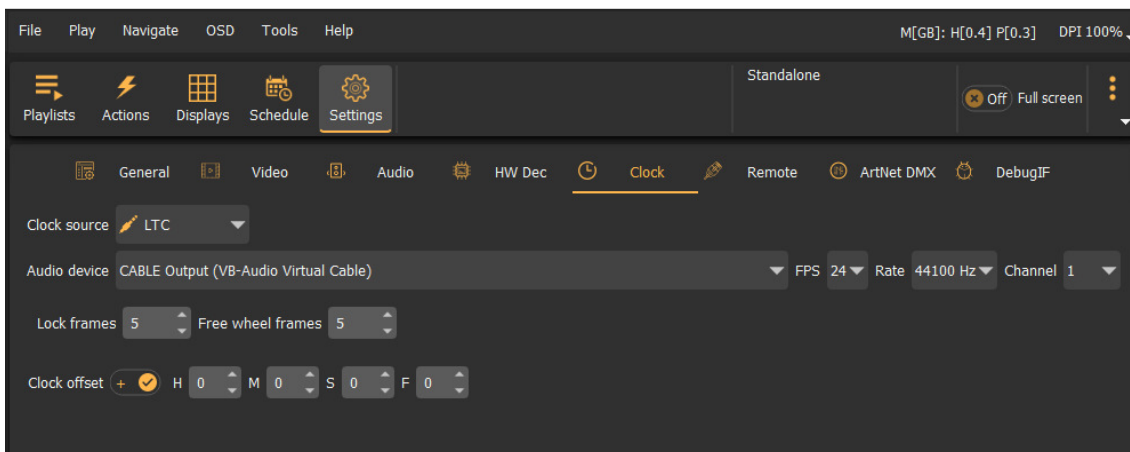 File Play Navigate OSD Tools Help M[GB]: H[0.4] P[0.3] DPI 100%
Standalone
Off Full screen
Playlists Actions Displays Schedule Settings
General Video Audio HW Dec Clock Remote ArtNet DMX DebugIF
Clock source LTC
Audio device CABLE Output (VB-Audio Virtual Cable) FPS 24 Rate 44100 Hz Channel 1
Lock frames 5 Free wheel frames 5
Clock offset + H 0 M 0 S 0 F 0